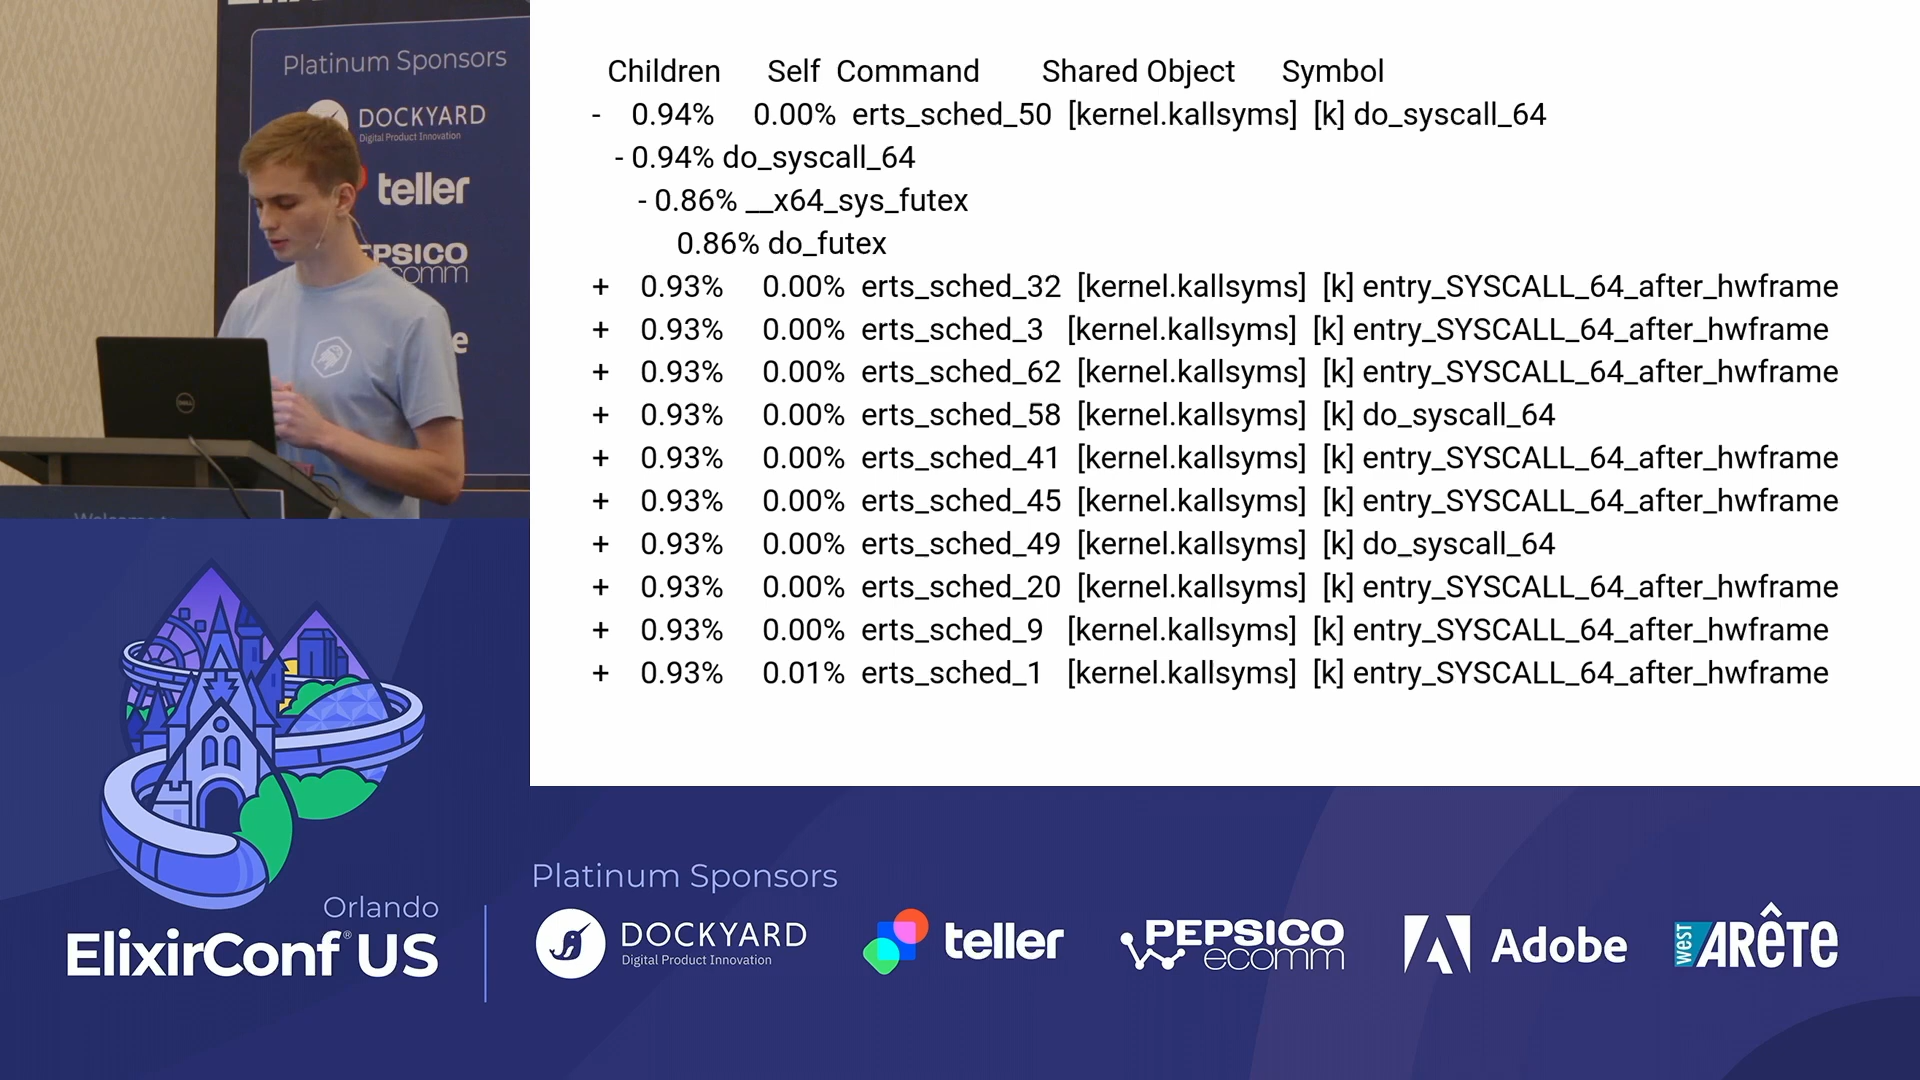 Platinum Sponsors
DOCKYARD
Digital Product Innovation
teller
EPSICO
comm
e
Children Self Command Shared Object Symbol
- 0.94% 0.00% erts_sched_50 [kernel.kallsyms] [k] do_syscall_64
- 0.94% do_syscall_64
- 0.86% __x64_sys_futex
0.86% do_futex
+ 0.93% 0.00% erts_sched_32 [kernel.kallsyms] [k] entry_SYSCALL_64_after_hwframe
+ 0.93% 0.00% erts_sched_3 [kernel.kallsyms] [k] entry_SYSCALL_64_after_hwframe
+ 0.93% 0.00% erts_sched_62 [kernel.kallsyms] [k] entry_SYSCALL_64_after_hwframe
+ 0.93% 0.00% erts_sched_58 [kernel.kallsyms] [k] do_syscall_64
+ 0.93% 0.00% erts_sched_41 [kernel.kallsyms] [k] entry_SYSCALL_64_after_hwframe
+ 0.93% 0.00% erts_sched_45 [kernel.kallsyms] [k] entry_SYSCALL_64_after_hwframe
+ 0.93% 0.00% erts_sched_49 [kernel.kallsyms] [k] do_syscall_64
+ 0.93% 0.00% erts_sched_20 [kernel.kallsyms] [k] entry_SYSCALL_64_after_hwframe
+ 0.93% 0.00% erts_sched_9 [kernel.kallsyms] [k] entry_SYSCALL_64_after_hwframe
+ 0.93% 0.01% erts_sched_1 [kernel.kallsyms] [k] entry_SYSCALL_64_after_hwframe
Orlando
ElixirConf® US
Platinum Sponsors
DOCKYARD
Digital Product Innovation
teller
PEPSICO
ecomm
Adobe
west ARÊTE